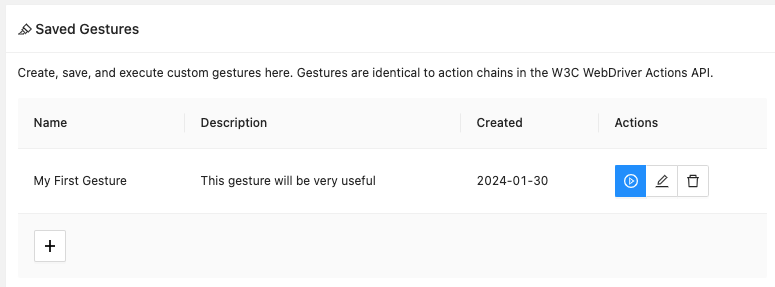 Saved Gestures
Create, save, and execute custom gestures here. Gestures are identical to action chains in the W3C WebDriver Actions API.
Name Description Created Actions
My First Gesture This gesture will be very useful 2024-01-30